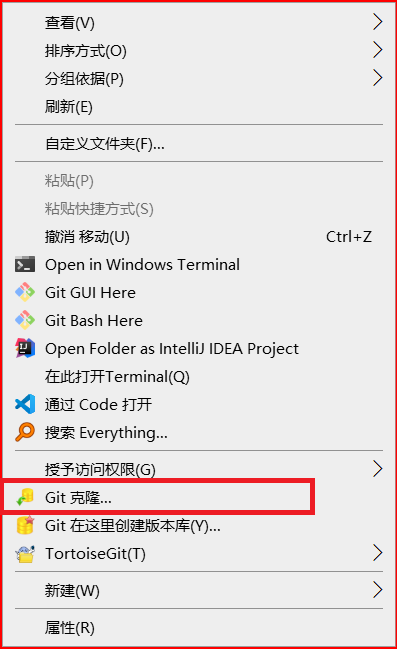 查看(V)
排序方式(O)
分组依据(P)
刷新(E)
自定义文件夹(F)...
粘贴(P)
粘贴快捷方式(S)
撤消 移动(U) Ctrl+Z
Open in Windows Terminal
Git GUI Here
Git Bash Here
Open Folder as IntelliJ IDEA Project
在此打开Terminal(Q)
通过 Code 打开
搜索 Everything...
授予访问权限(G)
Git 克隆...
Git 在这里创建版本库(Y)...
TortoiseGit(T)
新建(W)
属性(R)